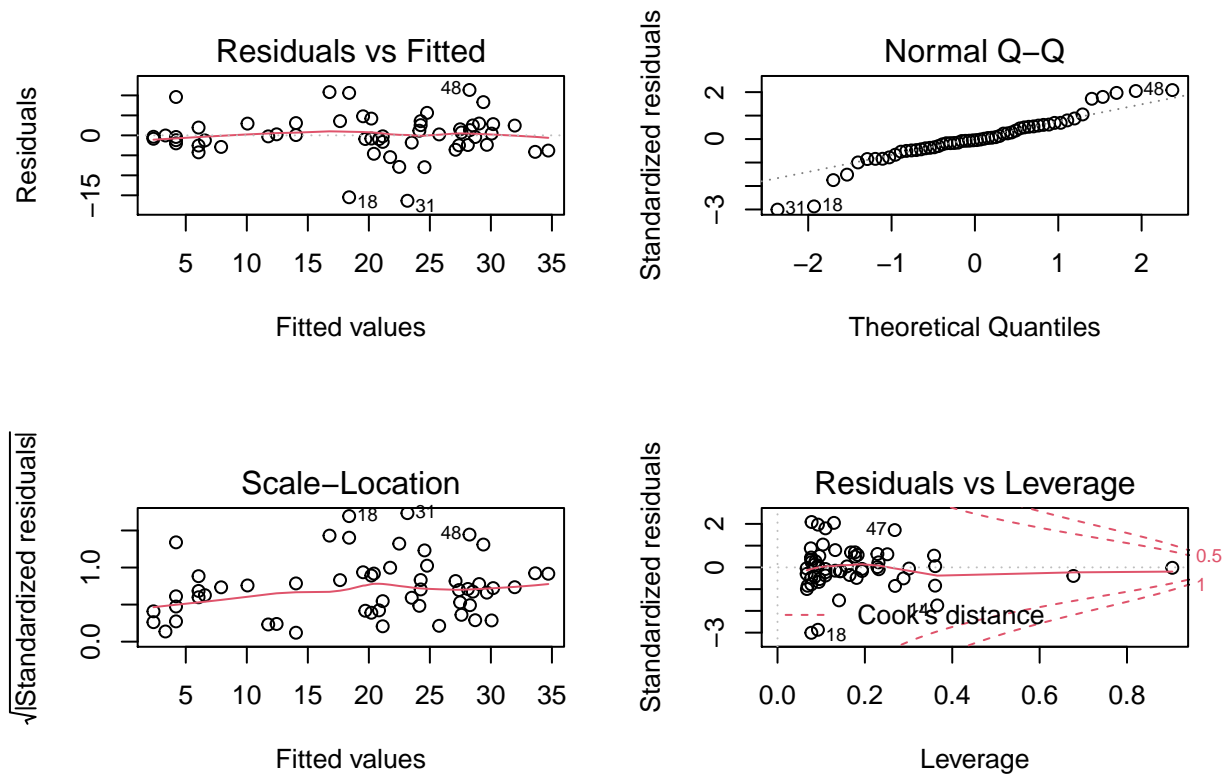 Residuals vs Fitted
Residuals
0
−15
48
18
31
5 10 15 20 25 30 35
Fitted values
Normal Q−Q
Standardized residuals
2
0
−3
48
31
18
−2 −1 0 1 2
Theoretical Quantiles
Scale−Location
√|Standardized residuals|
1.0
0.0
18
31
48
5 10 15 20 25 30 35
Fitted values
Residuals vs Leverage
Standardized residuals
2
0
−3
47
0.5
1
14
Cook's distance
18
0.0 0.2 0.4 0.6 0.8
Leverage